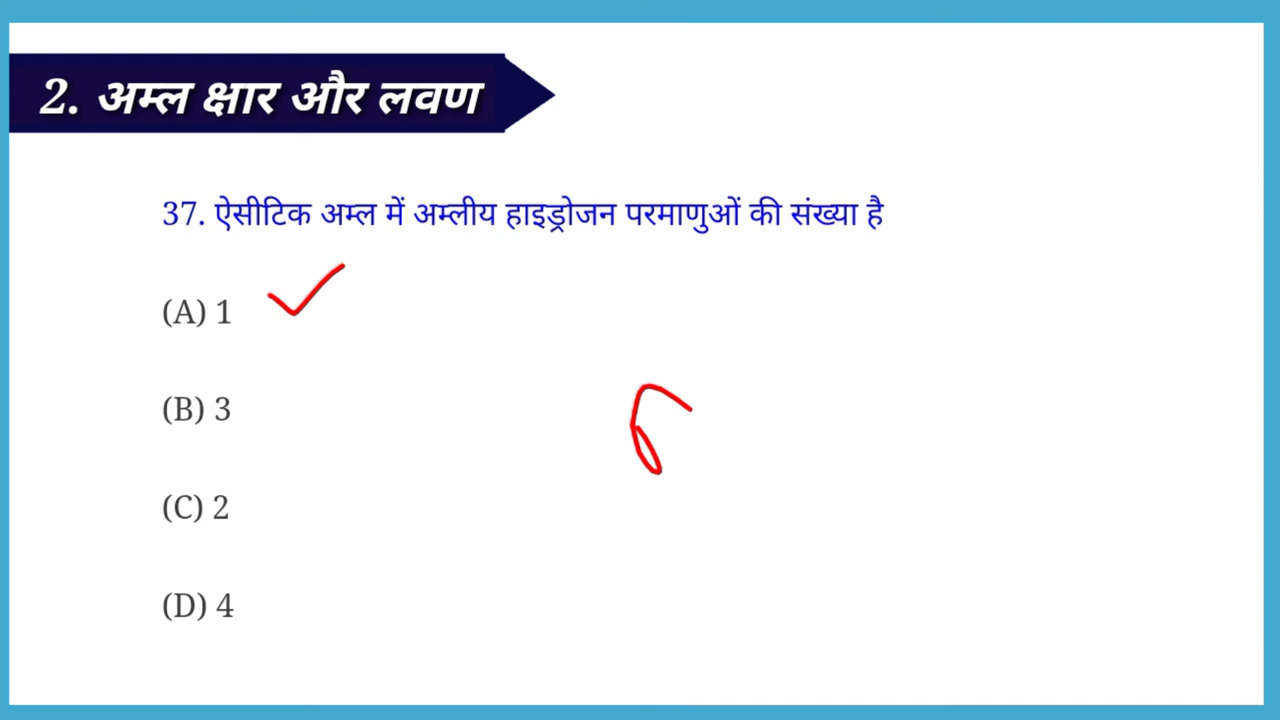 2. अम्ल क्षार और लवण
37. ऐसीटिक अम्ल में अम्लीय हाइड्रोजन परमाणुओं की संख्या है
(A) 1
(B) 3
(C) 2
(D) 4